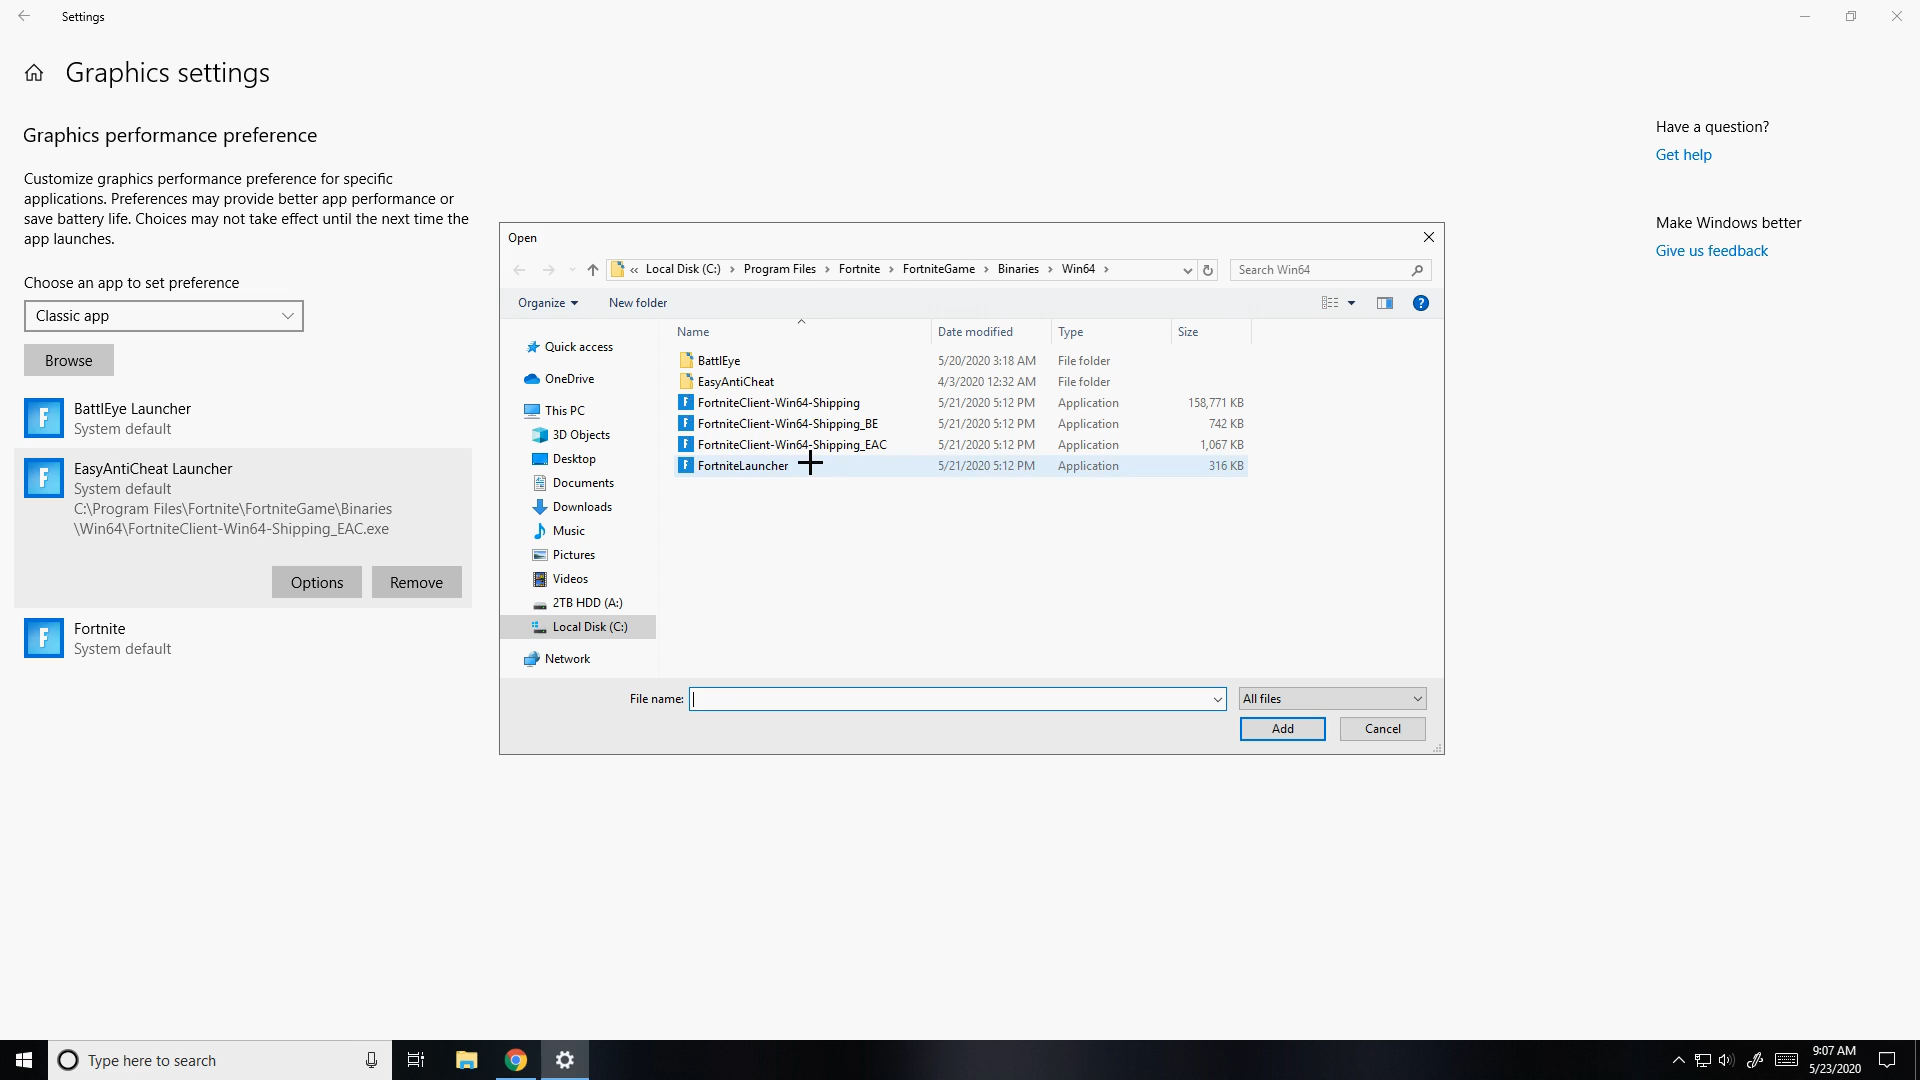 Settings
Graphics settings
Graphics performance preference
Customize graphics performance preference for specific
applications. Preferences may provide better app performance or
save battery life. Choices may not take effect until the next time the
app launches.
Choose an app to set preference
Classic app
Browse
BattlEye Launcher
System default
EasyAntiCheat Launcher
System default
C:\Program Files\Fortnite\FortniteGame\Binaries
\Win64\FortniteClient-Win64-Shipping_EAC.exe
Options Remove
Fortnite
System default
Have a question?
Get help
Make Windows better
Give us feedback
Open
« Local Disk (C:) › Program Files › Fortnite › FortniteGame › Binaries › Win64 ›
Search Win64
Organize New folder
Quick access
OneDrive
This PC
3D Objects
Desktop
Documents
Downloads
Music
Pictures
Videos
2TB HDD (A:)
Local Disk (C:)
Network
Name Date modified Type Size
BattlEye 5/20/2020 3:18 AM File folder
EasyAntiCheat 4/3/2020 12:32 AM File folder
FortniteClient-Win64-Shipping 5/21/2020 5:12 PM Application 158,771 KB
FortniteClient-Win64-Shipping_BE 5/21/2020 5:12 PM Application 742 KB
FortniteClient-Win64-Shipping_EAC 5/21/2020 5:12 PM Application 1,067 KB
FortniteLauncher 5/21/2020 5:12 PM Application 316 KB
File name: All files
Add Cancel
Type here to search
9:07 AM
5/23/2020